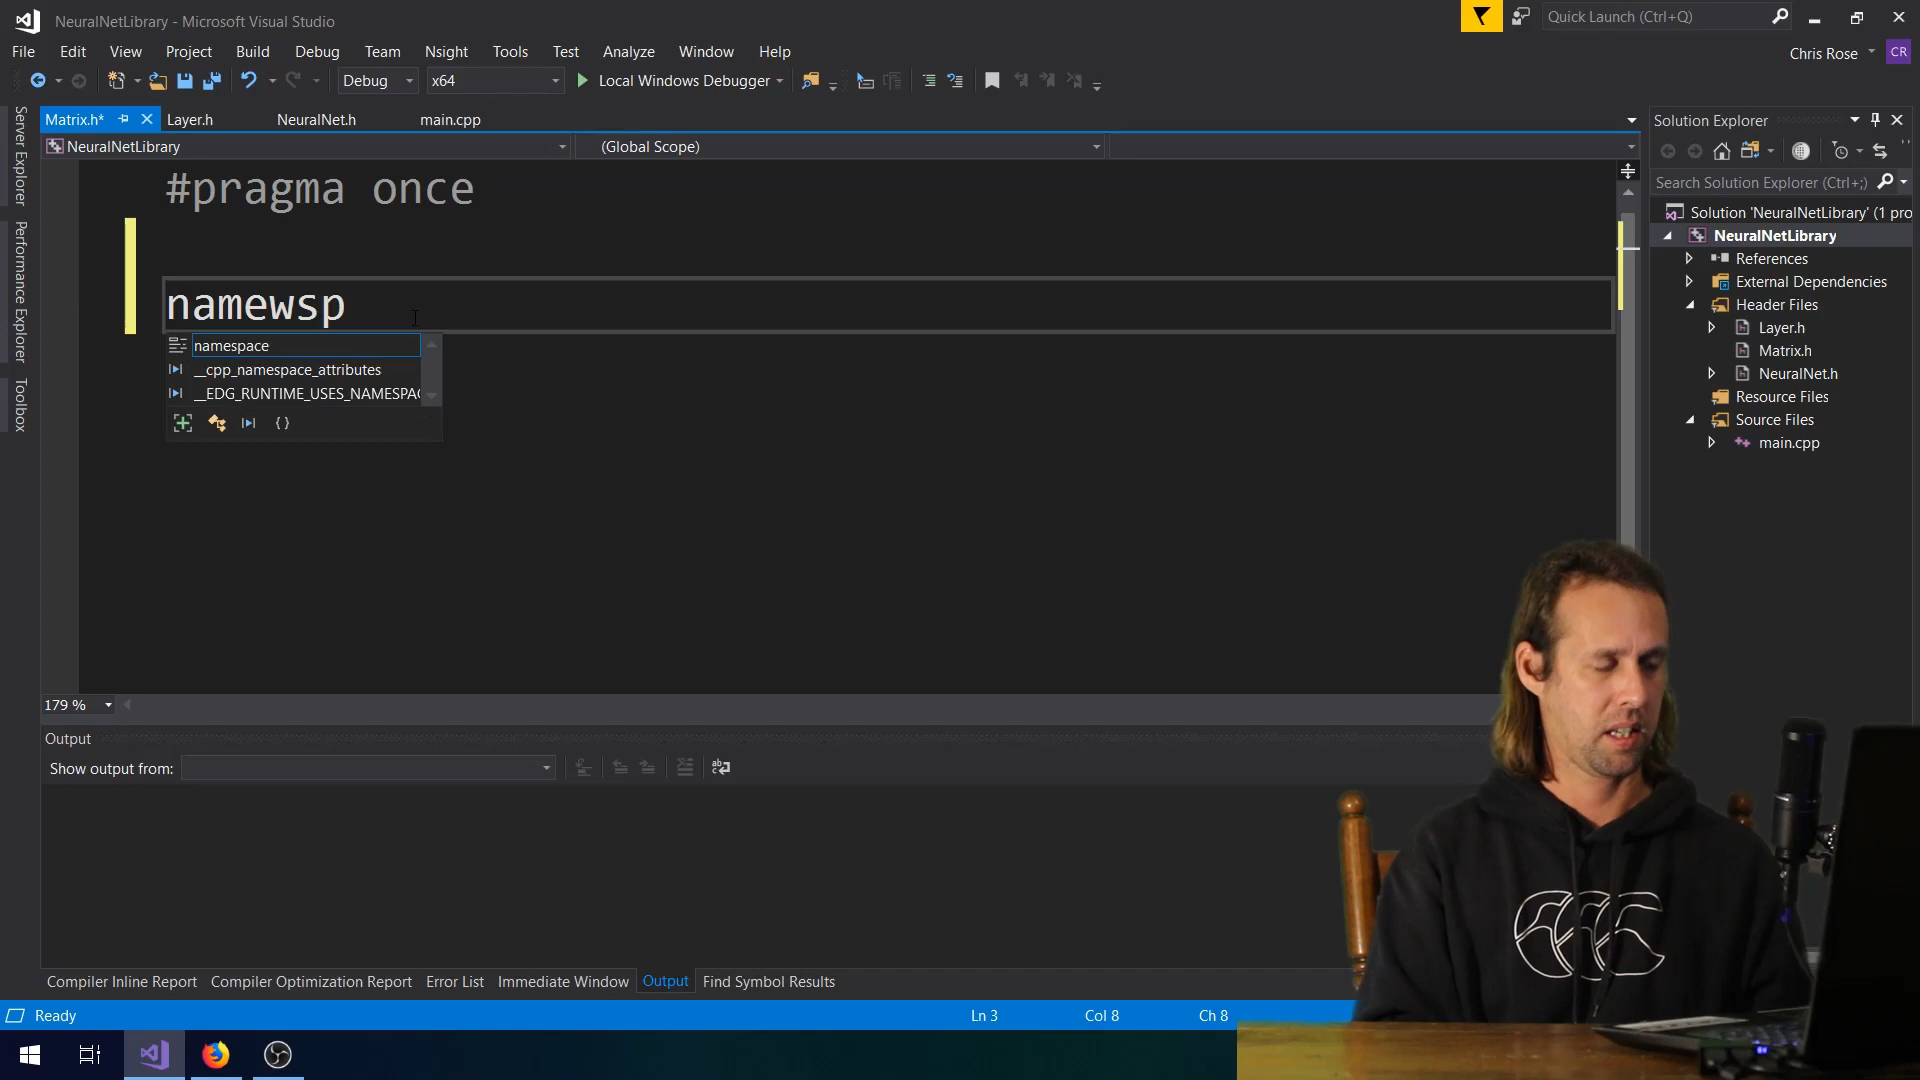 NeuralNetLibrary - Microsoft Visual Studio
Quick Launch (Ctrl+Q)
File Edit View Project Build Debug Team Nsight Tools Test Analyze Window Help
Chris Rose CR
Debug x64 Local Windows Debugger
Server Explorer
Performance Explorer
Toolbox
Matrix.h* Layer.h NeuralNet.h main.cpp
NeuralNetLibrary (Global Scope)
#pragma once
namewsp
namespace
__cpp_namespace_attributes
__EDG_RUNTIME_USES_NAMESPAC
179 %
Output
Show output from:
Compiler Inline Report Compiler Optimization Report Error List Immediate Window Output Find Symbol Results
Solution Explorer
Search Solution Explorer (Ctrl+;)
Solution 'NeuralNetLibrary' (1 pro
NeuralNetLibrary
References
External Dependencies
Header Files
Layer.h
Matrix.h
NeuralNet.h
Resource Files
Source Files
main.cpp
Ready Ln 3 Col 8 Ch 8